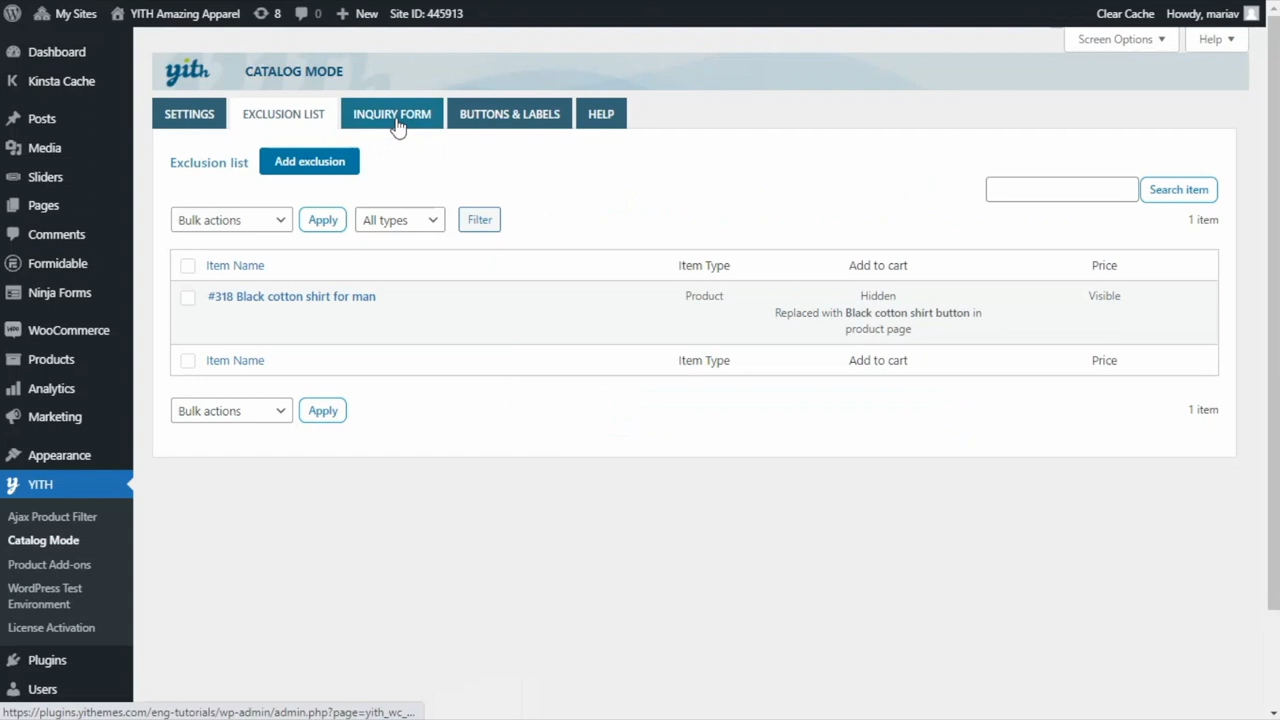 My Sites YITH Amazing Apparel 8 0 New Site ID: 445913 Clear Cache Howdy, mariav
Screen Options Help
Dashboard
Kinsta Cache
Posts
Media
Sliders
Pages
Comments
Formidable
Ninja Forms
WooCommerce
Products
Analytics
Marketing
Appearance
YITH
Ajax Product Filter
Catalog Mode
Product Add-ons
WordPress Test
Environment
License Activation
Plugins
Users
yith CATALOG MODE
SETTINGS EXCLUSION LIST INQUIRY FORM BUTTONS & LABELS HELP
Exclusion list Add exclusion
Search item
Bulk actions Apply All types Filter 1 item
Item Name Item Type Add to cart Price
#318 Black cotton shirt for man Product Hidden Visible
Replaced with Black cotton shirt button in
product page
Item Name Item Type Add to cart Price
Bulk actions Apply 1 item
https://plugins.yithemes.com/eng-tutorials/wp-admin/admin.php?page=yith_wc_...